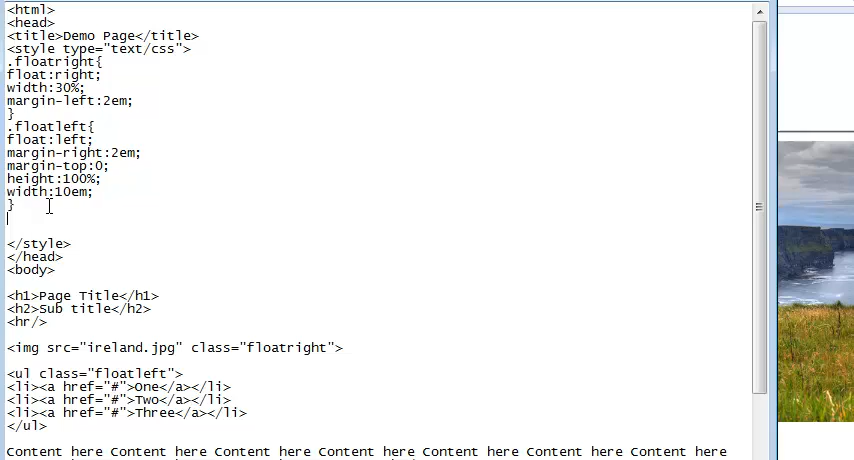 <html>
<head>
<title>Demo Page</title>
<style type="text/css">
.floatright{
float:right;
width:30%;
margin-left:2em;
}
.floatleft{
float:left;
margin-right:2em;
margin-top:0;
height:100%;
width:10em;
}
</style>
</head>
<body>
<h1>Page Title</h1>
<h2>Sub title</h2>
<hr/>
<img src="ireland.jpg" class="floatright">
<ul class="floatleft">
<li><a href="#">One</a></li>
<li><a href="#">Two</a></li>
<li><a href="#">Three</a></li>
</ul>
Content here Content here Content here Content here Content here Content here Content here